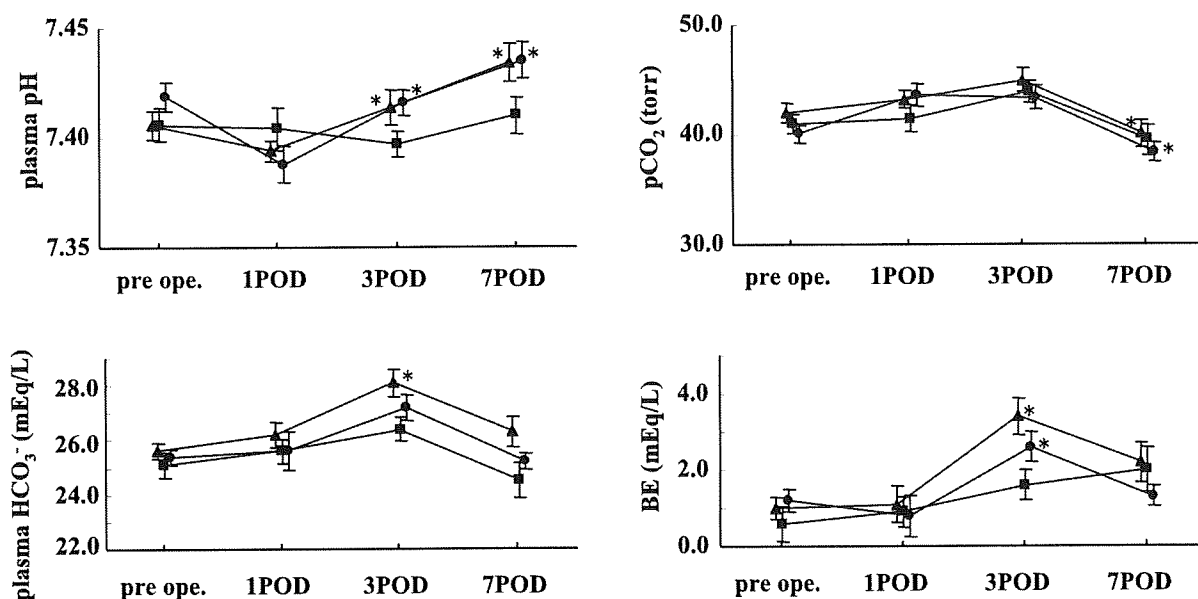 plasma pH
7.45
7.40
7.35
* * * *
pre ope. 1POD 3POD 7POD
pCO₂ (torr)
50.0
40.0
30.0
* *
pre ope. 1POD 3POD 7POD
plasma HCO₃⁻ (mEq/L)
28.0
26.0
24.0
22.0
*
pre ope. 1POD 3POD 7POD
BE (mEq/L)
4.0
2.0
0.0
* *
pre ope. 1POD 3POD 7POD